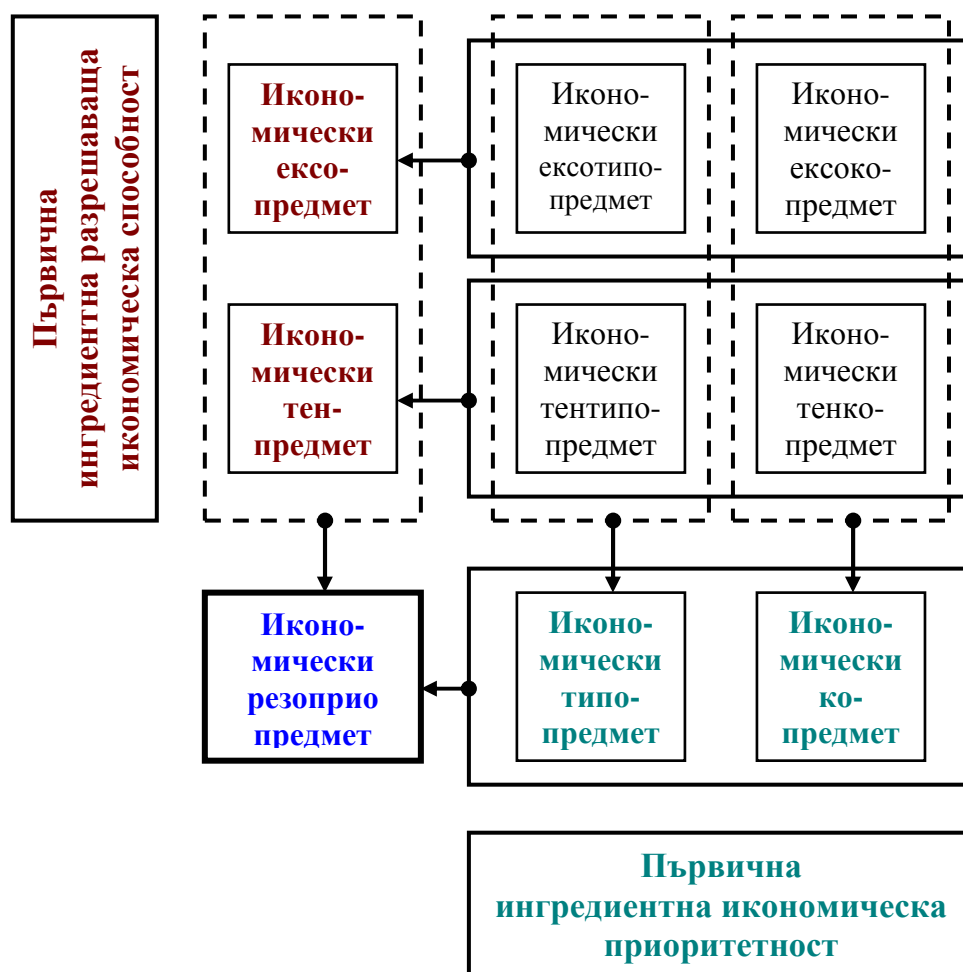 Първична
ингредиентна разрешаваща
икономическа способност
Иконо-
мически
ексо-
предмет
Иконо-
мически
ексотипо-
предмет
Иконо-
мически
ексоко-
предмет
Иконо-
мически
тен-
предмет
Иконо-
мически
тентипо-
предмет
Иконо-
мически
тенко-
предмет
Иконо-
мически
резоприо
предмет
Иконо-
мически
типо-
предмет
Иконо-
мически
ко-
предмет
Първична
ингредиентна икономическа
приоритетност